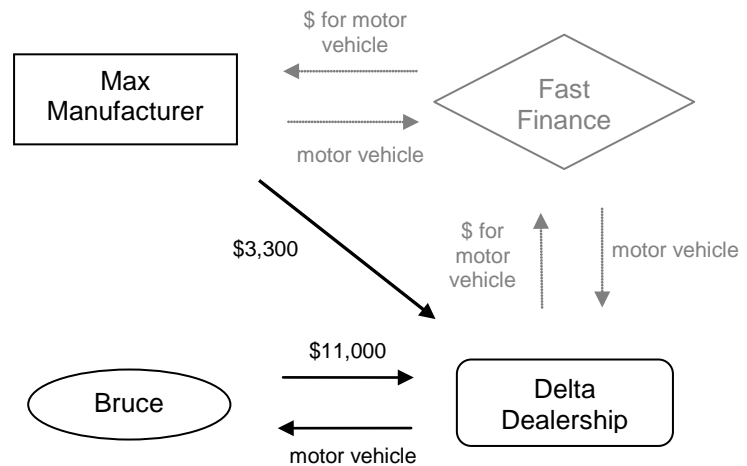 $ for motor
vehicle
Max
Manufacturer
Fast
Finance
motor vehicle
$3,300
$ for
motor
vehicle
motor vehicle
$11,000
Bruce
Delta
Dealership
motor vehicle